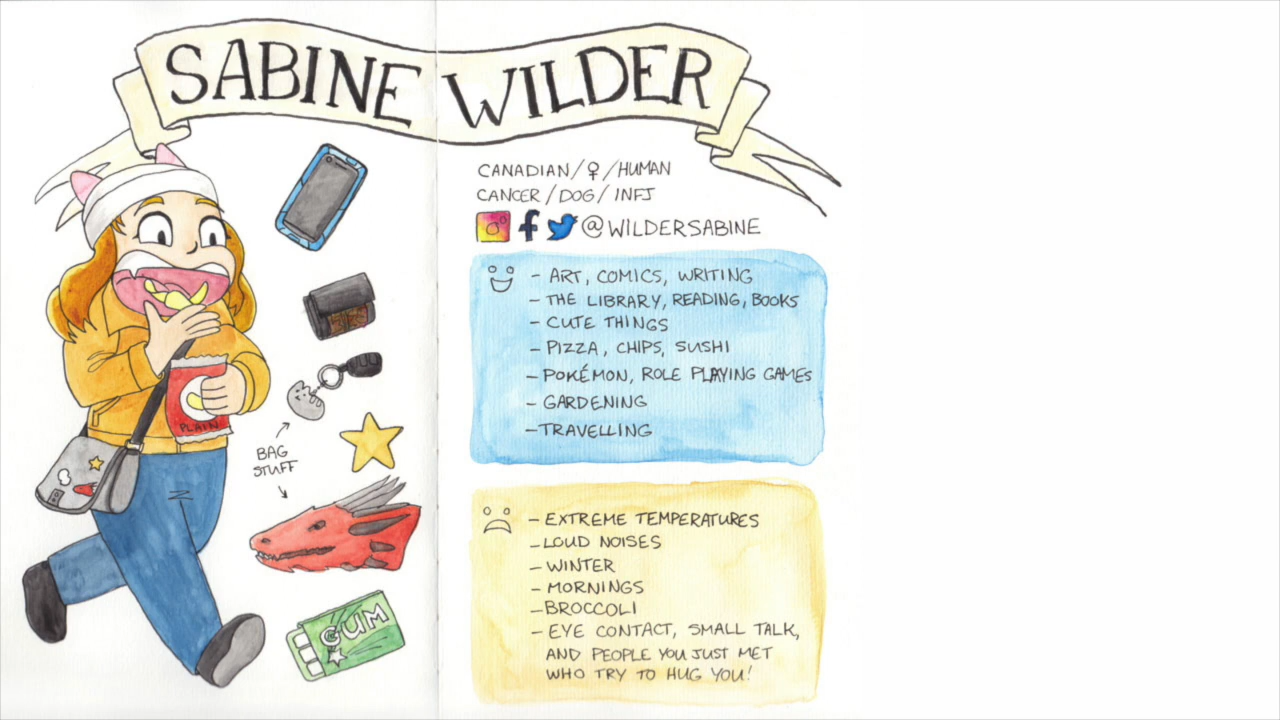 SABINE WILDER
CANADIAN/♀/HUMAN
CANCER/DOG/INFJ
@WILDERSABINE
- ART, COMICS, WRITING
- THE LIBRARY, READING, BOOKS
- CUTE THINGS
- PIZZA, CHIPS, SUSHI
- POKÉMON, ROLE PLAYING GAMES
- GARDENING
- TRAVELLING
PLAIN
BAG
STUFF
GUM
- EXTREME TEMPERATURES
- LOUD NOISES
- WINTER
- MORNINGS
- BROCCOLI
- EYE CONTACT, SMALL TALK,
AND PEOPLE YOU JUST MET
WHO TRY TO HUG YOU!